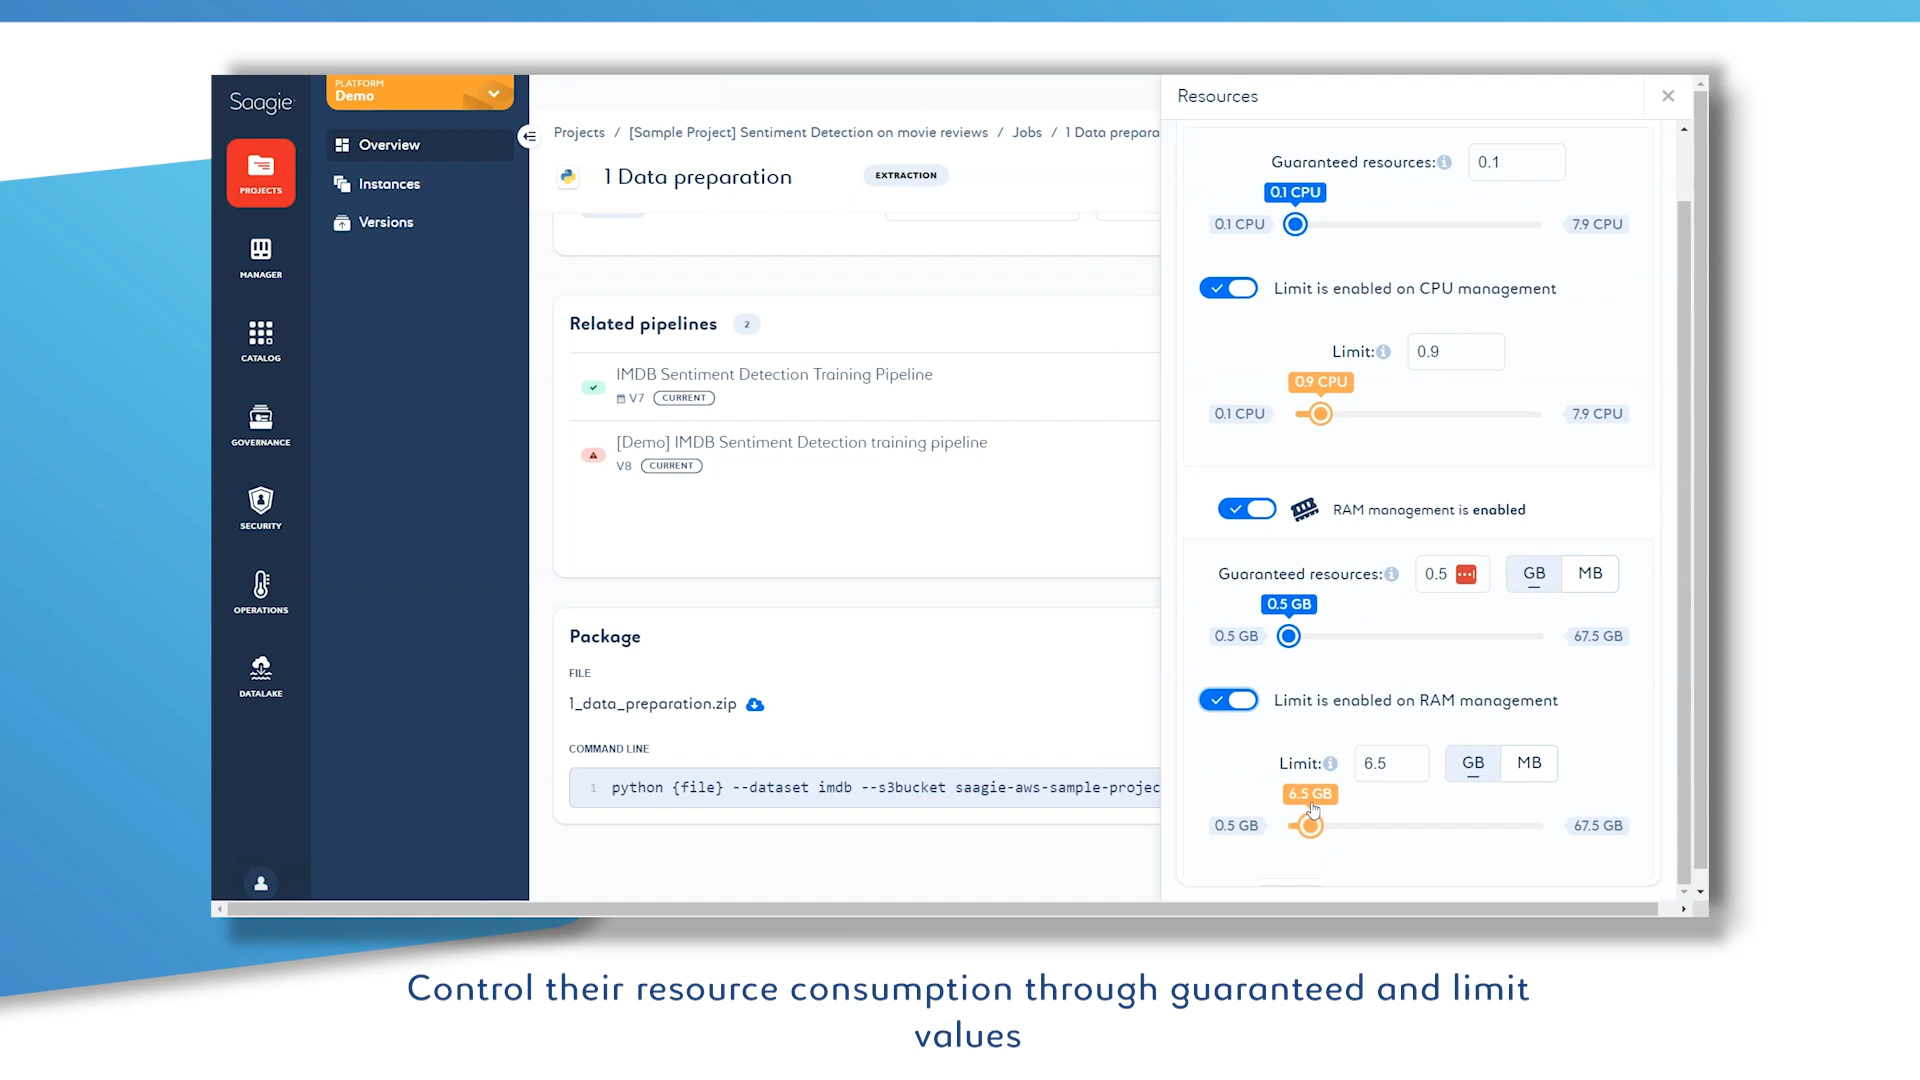 Saagie
PROJECTS
MANAGER
CATALOG
GOVERNANCE
SECURITY
OPERATIONS
DATALAKE
PLATFORM
Demo
Overview
Instances
Versions
Projects / [Sample Project] Sentiment Detection on movie reviews / Jobs / 1 Data prepara
1 Data preparation
EXTRACTION
Related pipelines 2
IMDB Sentiment Detection Training Pipeline
V7 CURRENT
[Demo] IMDB Sentiment Detection training pipeline
V8 CURRENT
Package
FILE
1_data_preparation.zip
COMMAND LINE
1 python {file} --dataset imdb --s3bucket saagie-aws-sample-projec
Resources
Guaranteed resources: 0.1
0.1 CPU
0.1 CPU 7.9 CPU
Limit is enabled on CPU management
Limit: 0.9
0.9 CPU
0.1 CPU 7.9 CPU
RAM management is enabled
Guaranteed resources: 0.5 GB MB
0.5 GB
0.5 GB 67.5 GB
Limit is enabled on RAM management
Limit: 6.5 GB MB
6.5 GB
0.5 GB 67.5 GB
Control their resource consumption through guaranteed and limit
values